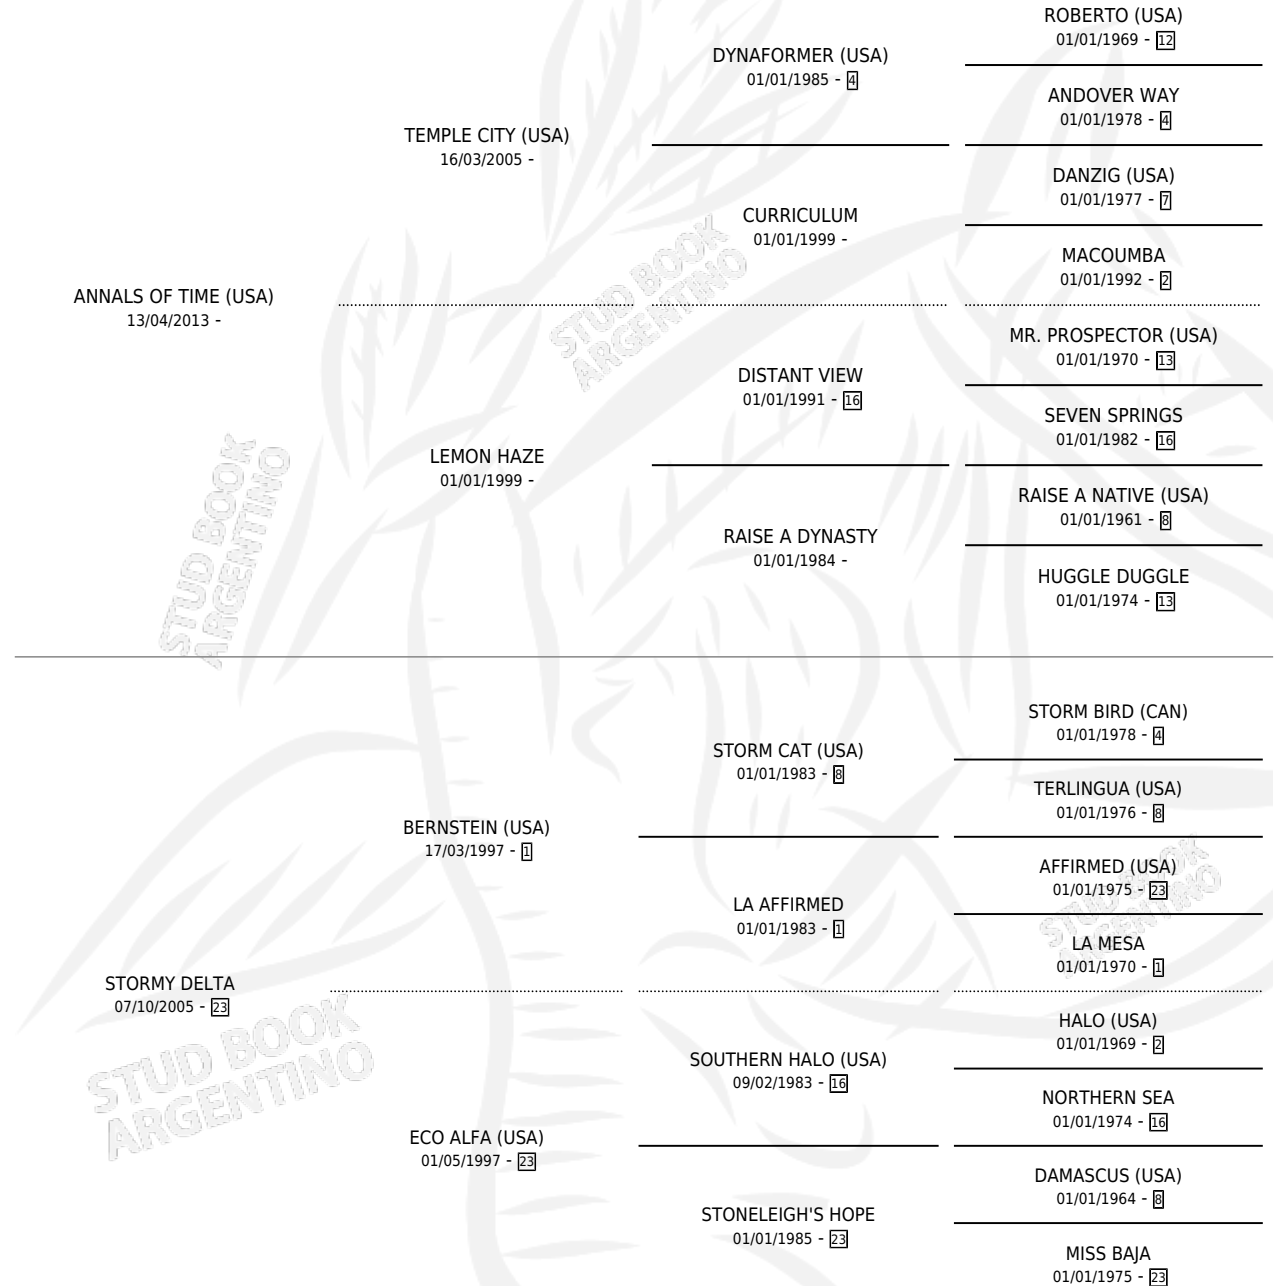 ROBERTO (USA)
01/01/1969 - 12
DYNAFORMER (USA)
01/01/1985 - 4
ANDOVER WAY
01/01/1978 - 4
TEMPLE CITY (USA)
16/03/2005 -
DANZIG (USA)
01/01/1977 - 7
CURRICULUM
01/01/1999 -
MACOUMBA
01/01/1992 - 2
ANNALS OF TIME (USA)
13/04/2013 -
STUD BOOK
ARGENTINO
MR. PROSPECTOR (USA)
01/01/1970 - 13
DISTANT VIEW
01/01/1991 - 16
SEVEN SPRINGS
01/01/1982 - 16
LEMON HAZE
01/01/1999 -
RAISE A NATIVE (USA)
01/01/1961 - 8
RAISE A DYNASTY
01/01/1984 -
HUGGLE DUGGLE
01/01/1974 - 13
STUD BOOK
ARGENTINO
STORM BIRD (CAN)
01/01/1978 - 4
STORM CAT (USA)
01/01/1983 - 8
TERLINGUA (USA)
01/01/1976 - 8
BERNSTEIN (USA)
17/03/1997 - 1
AFFIRMED (USA)
01/01/1975 - 23
LA AFFIRMED
01/01/1983 - 1
STUD BOOK
ARGENTINO
LA MESA
01/01/1970 - 1
STORMY DELTA
07/10/2005 - 23
HALO (USA)
01/01/1969 - 2
SOUTHERN HALO (USA)
09/02/1983 - 16
STUD BOOK
ARGENTINO
NORTHERN SEA
01/01/1974 - 16
ECO ALFA (USA)
01/05/1997 - 23
DAMASCUS (USA)
01/01/1964 - 8
STONELEIGH'S HOPE
01/01/1985 - 23
MISS BAJA
01/01/1975 - 23